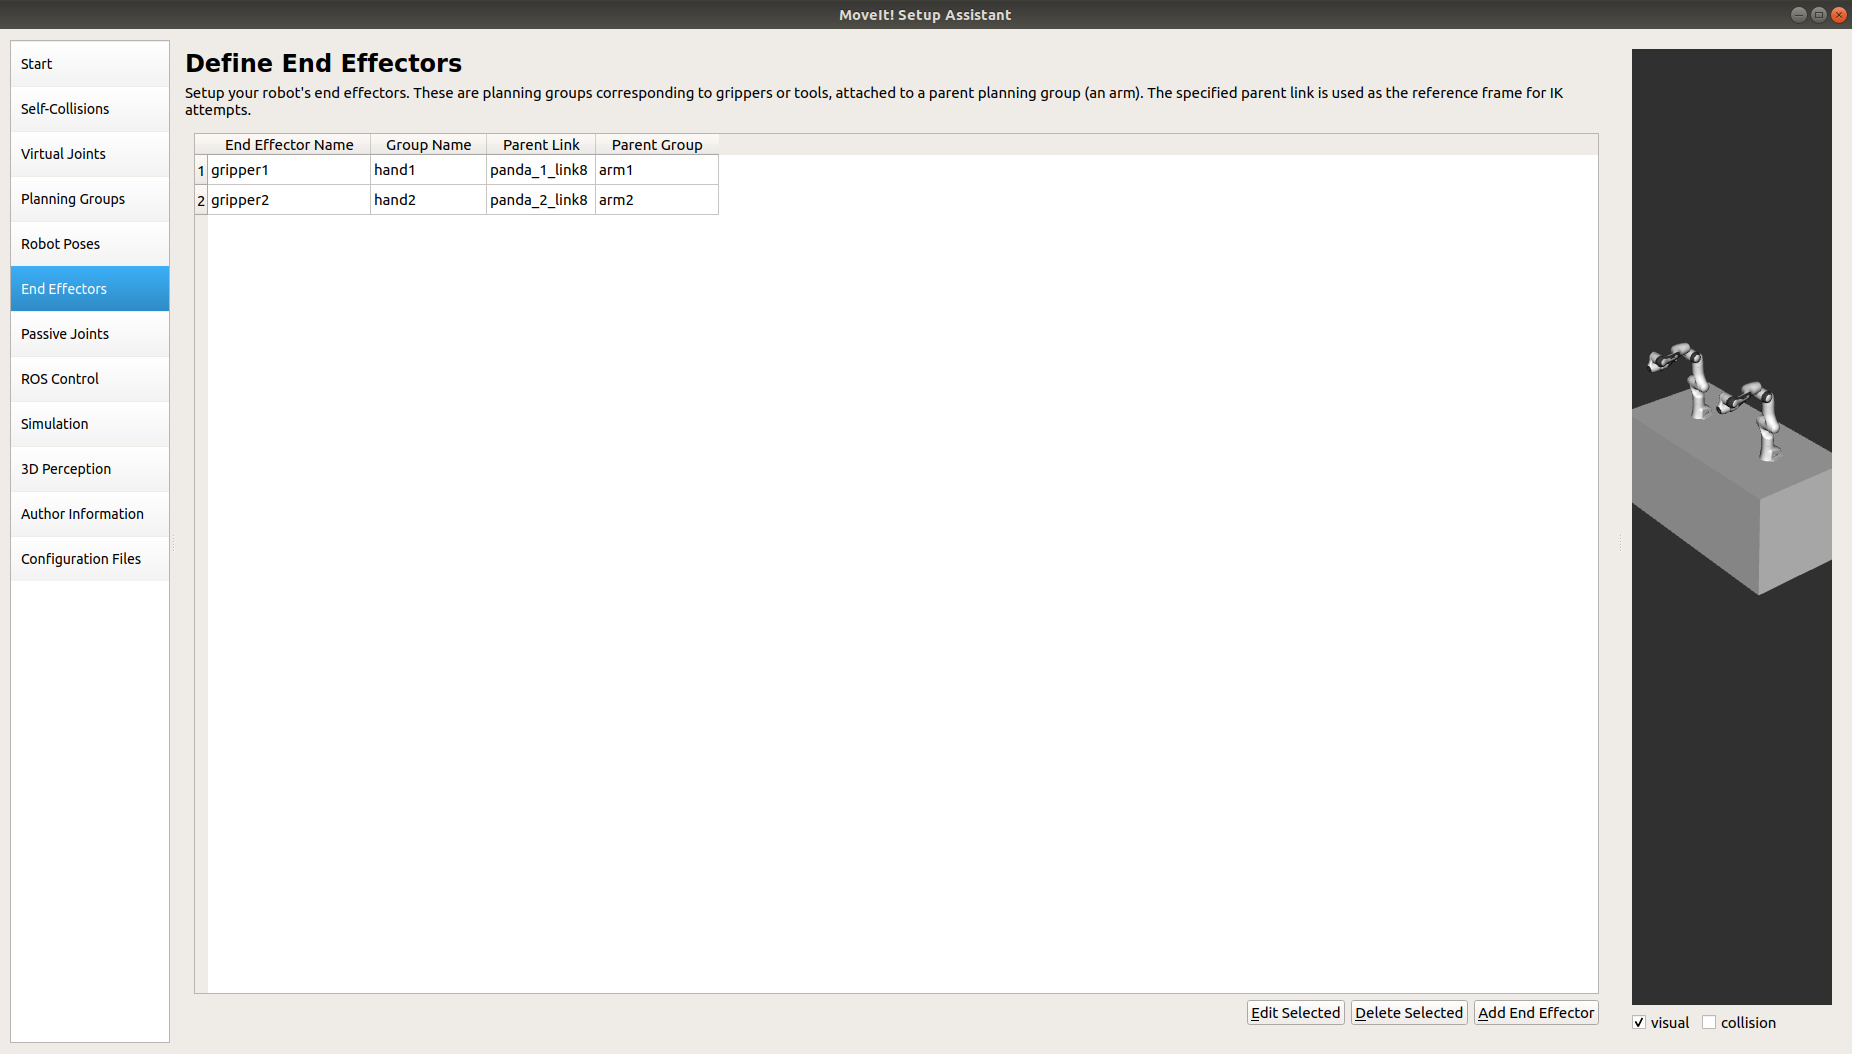 MoveIt! Setup Assistant
Start
Self-Collisions
Virtual Joints
Planning Groups
Robot Poses
End Effectors
Passive Joints
ROS Control
Simulation
3D Perception
Author Information
Configuration Files
Define End Effectors
Setup your robot's end effectors. These are planning groups corresponding to grippers or tools, attached to a parent planning group (an arm). The specified parent link is used as the reference frame for IK
attempts.
End Effector Name Group Name Parent Link Parent Group
1 gripper1 hand1 panda_1_link8 arm1
2 gripper2 hand2 panda_2_link8 arm2
Edit Selected Delete Selected Add End Effector
visual collision